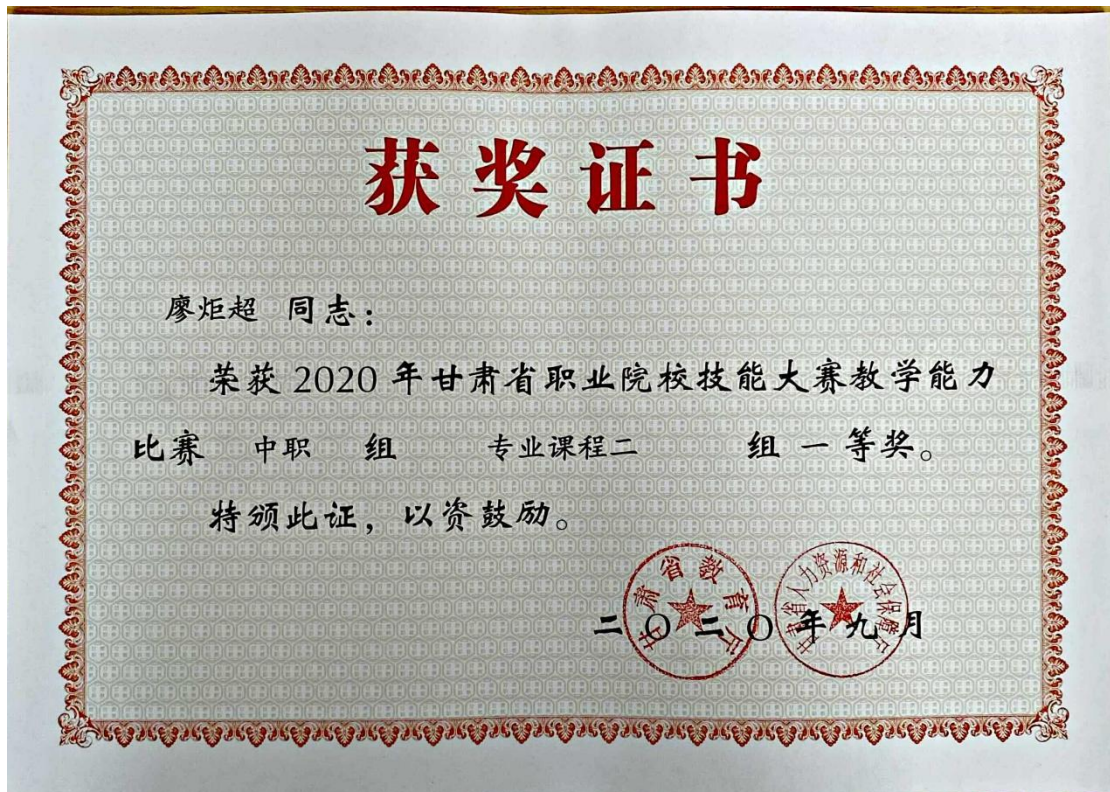 获奖证书
廖炬超 同志：
荣获 2020 年甘肃省职业院校技能大赛教学能力
比赛 中职 组 专业课程二 组 一 等奖。
特颁此证，以资鼓励。
甘肃省教育厅
甘肃省人力资源和社会保障厅
二〇二〇年九月